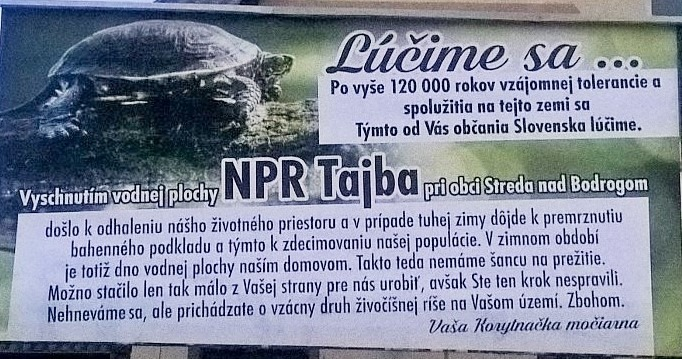 Lúčime sa ...
Po vyše 120 000 rokov vzájomnej tolerancie a
spolužitia na tejto zemi sa
Týmto od Vás občania Slovenska lúčime.
Vyschnutím vodnej plochy NPR Tajba pri obci Streda nad Bodrogom
došlo k odhaleniu nášho životného priestoru a v prípade tuhej zimy dôjde k premrznutiu
bahenného podkladu a týmto k zdecimovaniu našej populácie. V zimnom období
je totiž dno vodnej plochy naším domovom. Takto teda nemáme šancu na prežitie.
Možno stačilo len tak málo z Vašej strany pre nás urobiť, avšak Ste ten krok nespravili.
Nehneváme sa, ale prichádzate o vzácny druh živočíšnej ríše na Vašom území. Zbohom.
Vaša Korytnačka močiarna